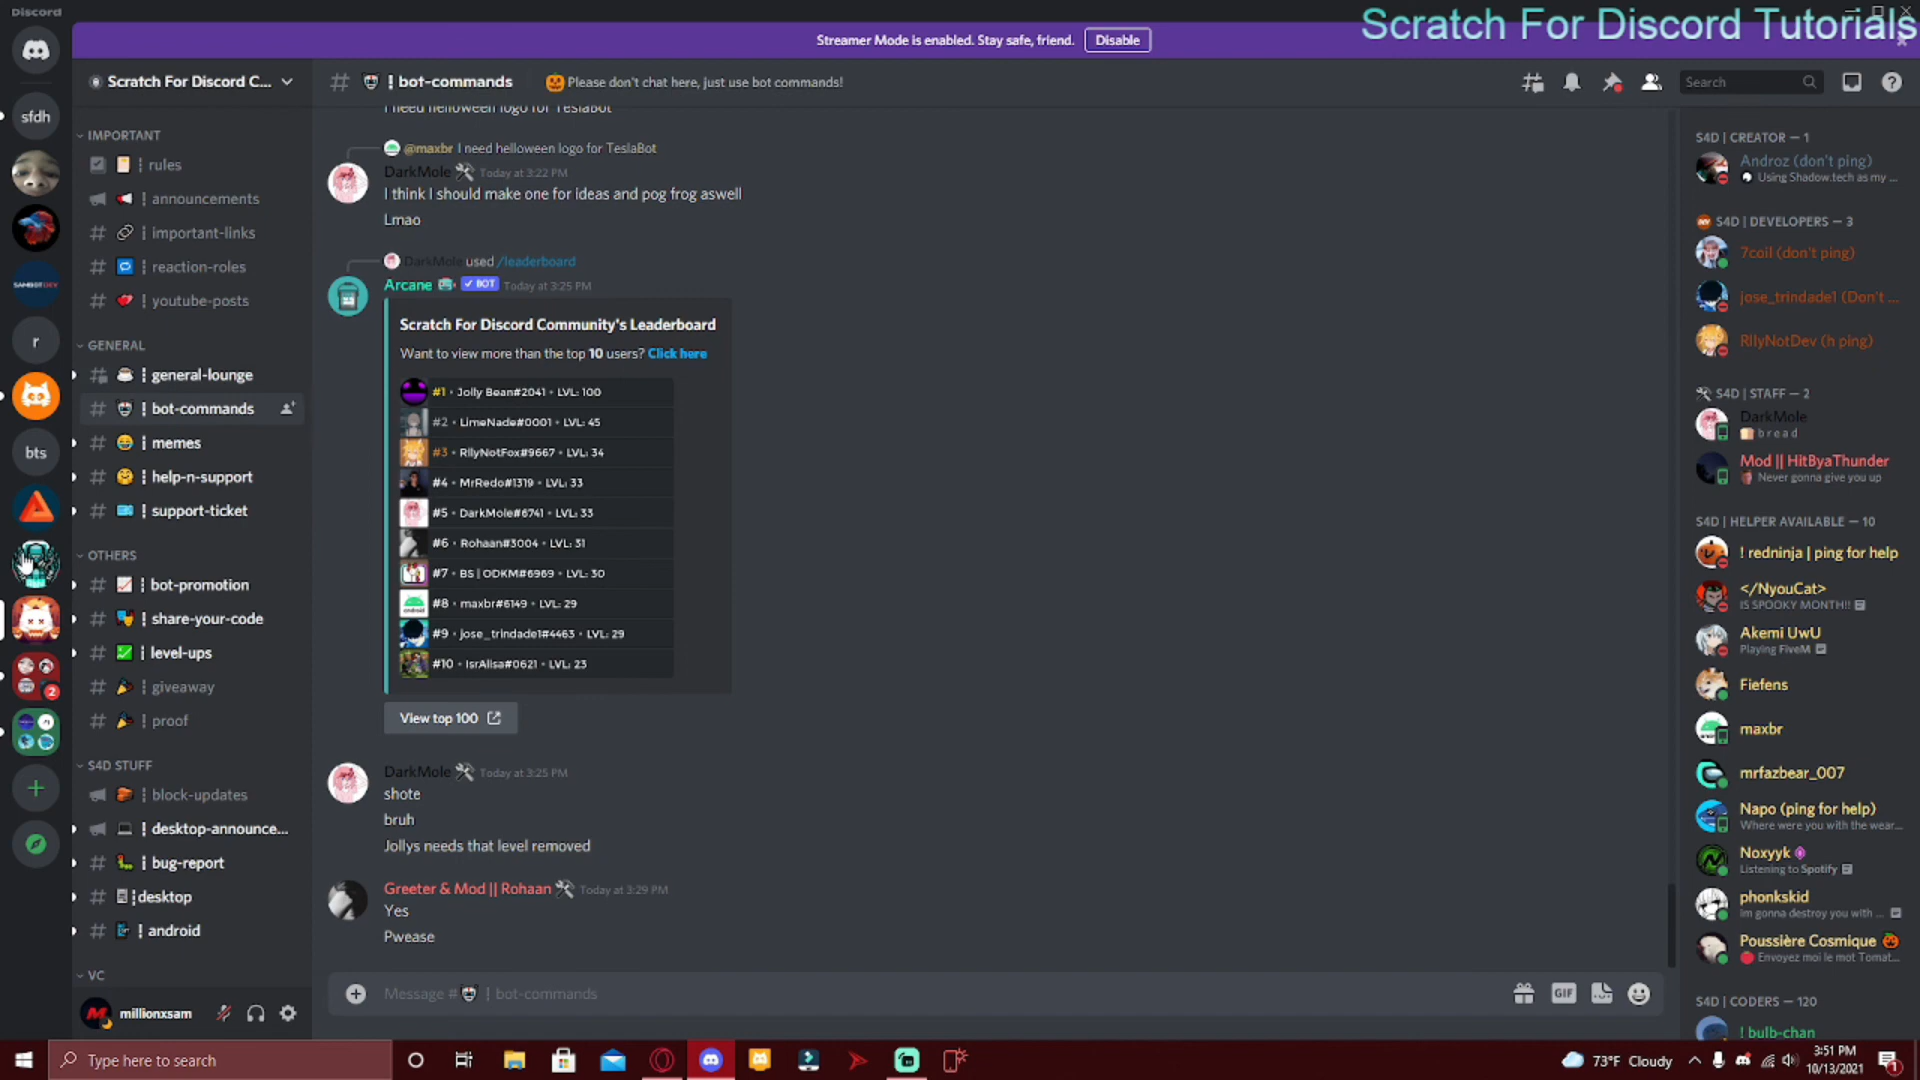 Discord
Scratch For Discord Tutorials
Streamer Mode is enabled. Stay safe, friend. Disable
sfdh
SAMBOTDEV
r
bts
2
Scratch For Discord C...
IMPORTANT
rules
announcements
important-links
reaction-roles
youtube-posts
GENERAL
general-lounge
bot-commands
memes
help-n-support
support-ticket
OTHERS
bot-promotion
share-your-code
level-ups
giveaway
proof
S4D STUFF
block-updates
desktop-announce...
bug-report
desktop
android
VC
millionxsam
# ¦ bot-commands 🎃Please don't chat here, just use bot commands!
Search
I need helloween logo for TeslaBot
@maxbr I need helloween logo for TeslaBot
DarkMole Today at 3:22 PM
I think I should make one for ideas and pog frog aswell
Lmao
DarkMole used /leaderboard
Arcane ✓ BOT Today at 3:25 PM
Scratch For Discord Community's Leaderboard
Want to view more than the top 10 users? Click here
#1 • Jolly Bean#2041 • LVL: 100
#2 • LimeNade#0001 • LVL: 45
#3 • RllyNotFox#9667 • LVL: 34
#4 • MrRedo#1319 • LVL: 33
#5 • DarkMole#6741 • LVL: 33
#6 • Rohaan#3004 • LVL: 31
#7 • BS | ODKM#6969 • LVL: 30
#8 • maxbr#6149 • LVL: 29
#9 • jose_trindade1#4463 • LVL: 29
#10 • IsrAlisa#0621 • LVL: 23
View top 100
DarkMole Today at 3:25 PM
shote
bruh
Jollys needs that level removed
Greeter & Mod || Rohaan Today at 3:29 PM
Yes
Pwease
Message # ¦ bot-commands
GIF
S4D | CREATOR — 1
Androz (don't ping)
Using Shadow.tech as my ...
S4D | DEVELOPERS — 3
7coil (don't ping)
jose_trindade1 (Don't ...
RllyNotDev (h ping)
S4D | STAFF — 2
DarkMole
b r e a d
Mod || HitByaThunder
Never gonna give you up
S4D | HELPER AVAILABLE — 10
! redninja | ping for help
</NyouCat>
IS SPOOKY MONTH!!
Akemi UwU
Playing FiveM
Fiefens
maxbr
mrfazbear_007
Napo (ping for help)
Where were you with the wear...
Noxyyk
Listening to Spotify
phonkskid
im gonna destroy you with ...
Poussière Cosmique 🎃
Envoyez moi le mot Tomat...
S4D | CODERS — 120
! bulb-chan
Type here to search
73°F Cloudy
3:51 PM
10/13/2021
1